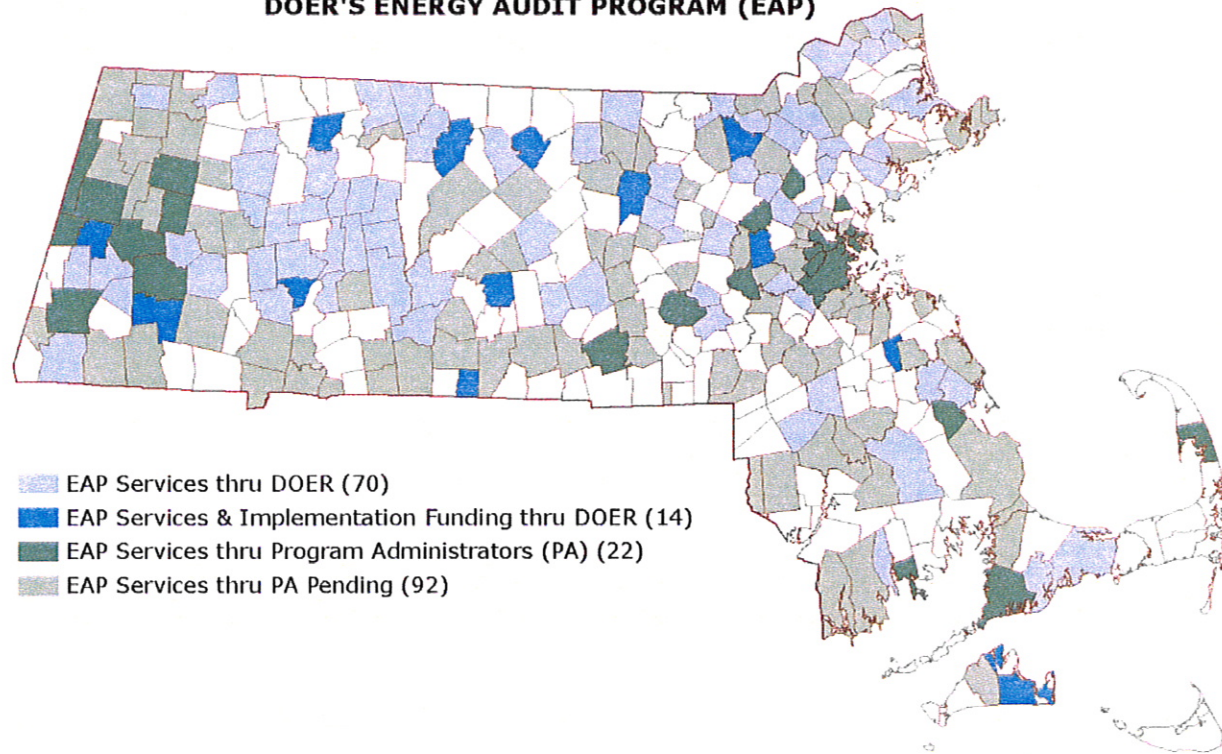 DOER'S ENERGY AUDIT PROGRAM (EAP)
EAP Services thru DOER (70)
EAP Services & Implementation Funding thru DOER (14)
EAP Services thru Program Administrators (PA) (22)
EAP Services thru PA Pending (92)